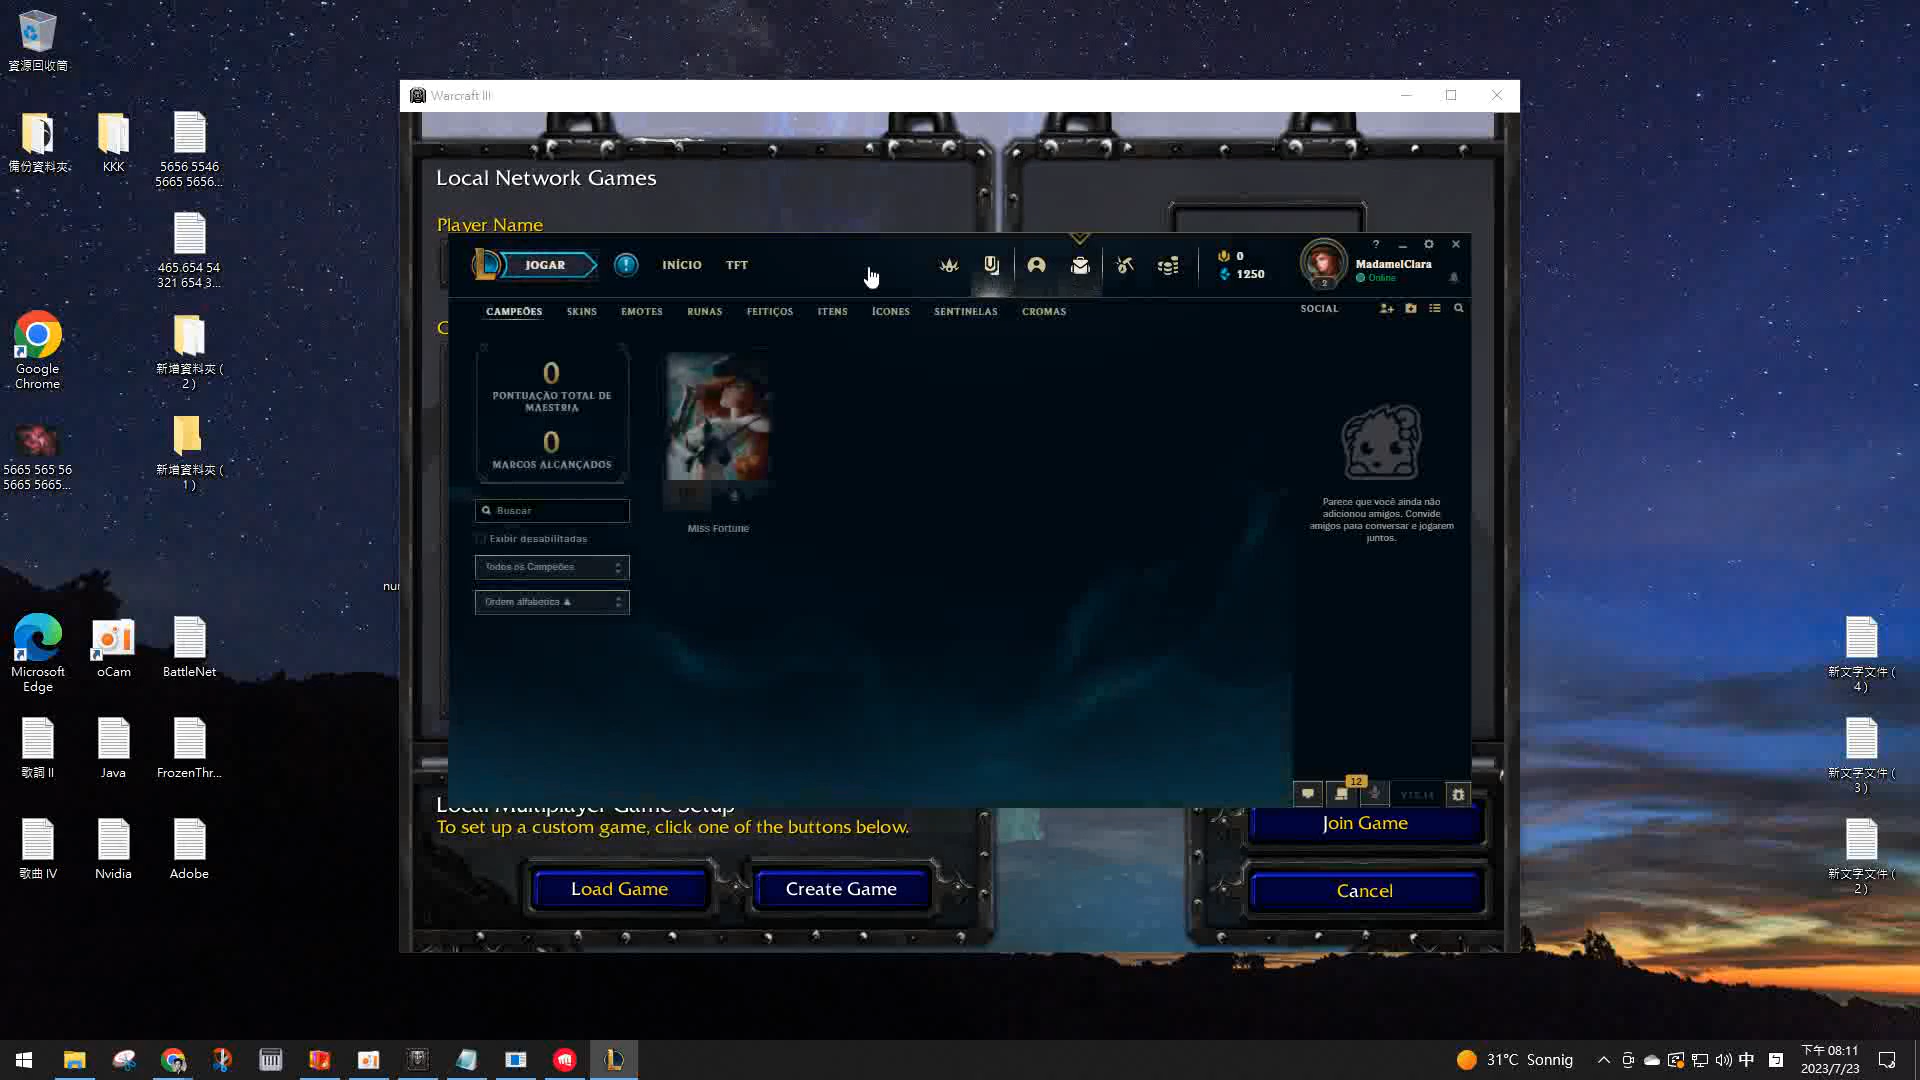 資源回收筒
備份資料夾
KKK
5656 5546
5665 5656...
465.654 54
321 654 3...
Google
Chrome
新增資料夾 (
2 )
5665 565 56
5665 5665...
新增資料夾 (
1 )
Microsoft
Edge
oCam
BattleNet
歌詞 II
Java
FrozenThr...
歌曲 IV
Nvidia
Adobe
Warcraft III
Local Network Games
Player Name
JOGAR
INÍCIO
TFT
0
1250
2
MadamelClara
Online
CAMPEÕES
SKINS
EMOTES
RUNAS
FEITIÇOS
ITENS
ÍCONES
SENTINELAS
CROMAS
SOCIAL
0
PONTUAÇÃO TOTAL DE
MAESTRIA
0
MARCOS ALCANÇADOS
Buscar
Exibir desabilitadas
Todos os Campeões
Ordem alfabética ▲
Miss Fortune
Parece que você ainda não
adicionou amigos. Convide
amigos para conversar e jogarem
juntos.
12
V13.14
Local Multiplayer Game Setup
To set up a custom game, click one of the buttons below.
Load Game
Create Game
Join Game
Cancel
新文字文件 (
4 )
新文字文件 (
3 )
新文字文件 (
2 )
31°C Sonnig
中
下午 08:11
2023/7/23